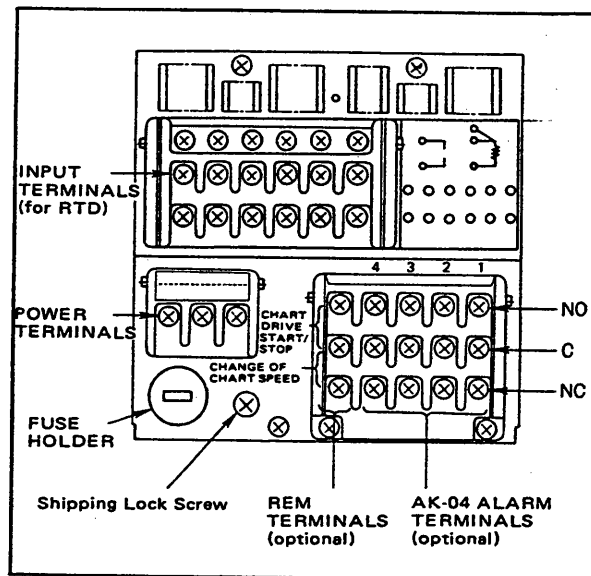 INPUT
TERMINALS
(for RTD)
4 3 2 1
POWER
TERMINALS
CHART
DRIVE
START/
STOP
CHANGE OF
CHART SPEED
NO
C
NC
FUSE
HOLDER
Shipping Lock Screw
REM
TERMINALS
(optional)
AK-04 ALARM
TERMINALS
(optional)